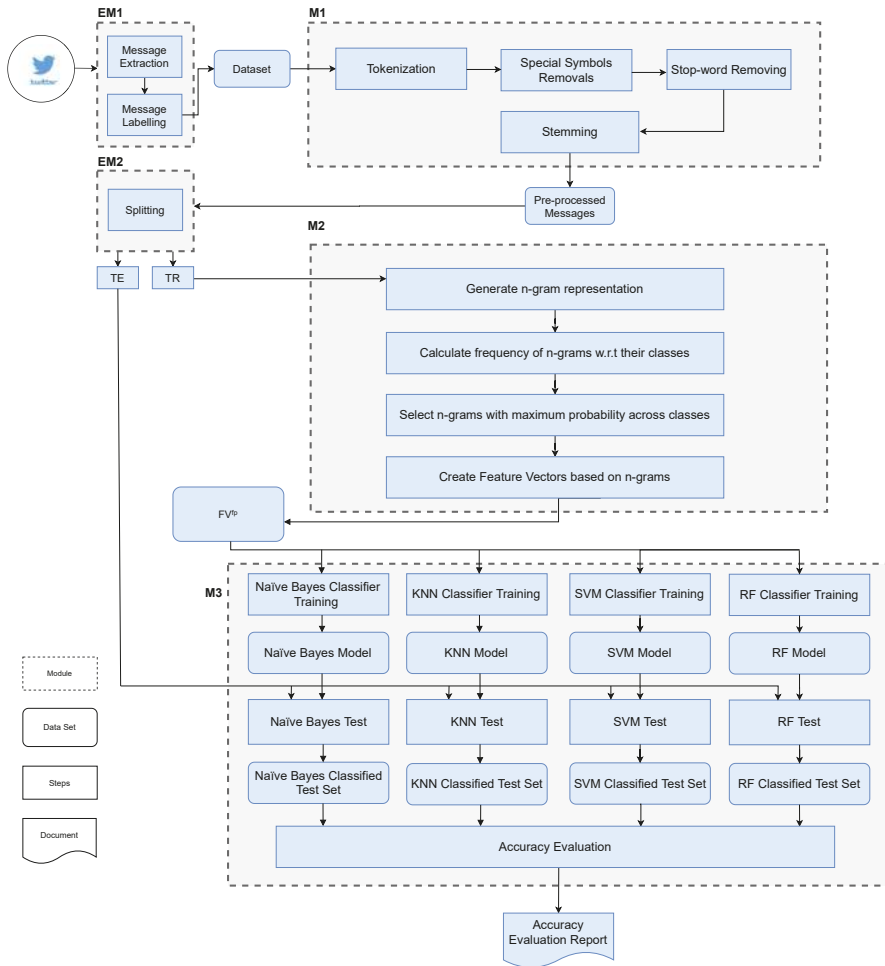 EM1
M1
Message
Extraction
Message
Labelling
twitter
Dataset
Tokenization
Special Symbols
Removals
Stop-word Removing
Stemming
EM2
Splitting
Pre-processed
Messages
TE
TR
M2
Generate n-gram representation
Calculate frequency of n-grams w.r.t their classes
Select n-grams with maximum probability across classes
Create Feature Vectors based on n-grams
FVᶠᵖ
M3
Naïve Bayes Classifier
Training
KNN Classifier Training
SVM Classifier Training
RF Classifier Training
Naïve Bayes Model
KNN Model
SVM Model
RF Model
Naïve Bayes Test
KNN Test
SVM Test
RF Test
Naïve Bayes Classified
Test Set
KNN Classified Test Set
SVM Classified Test Set
RF Classified Test Set
Accuracy Evaluation
Accuracy
Evaluation Report
Module
Data Set
Steps
Document